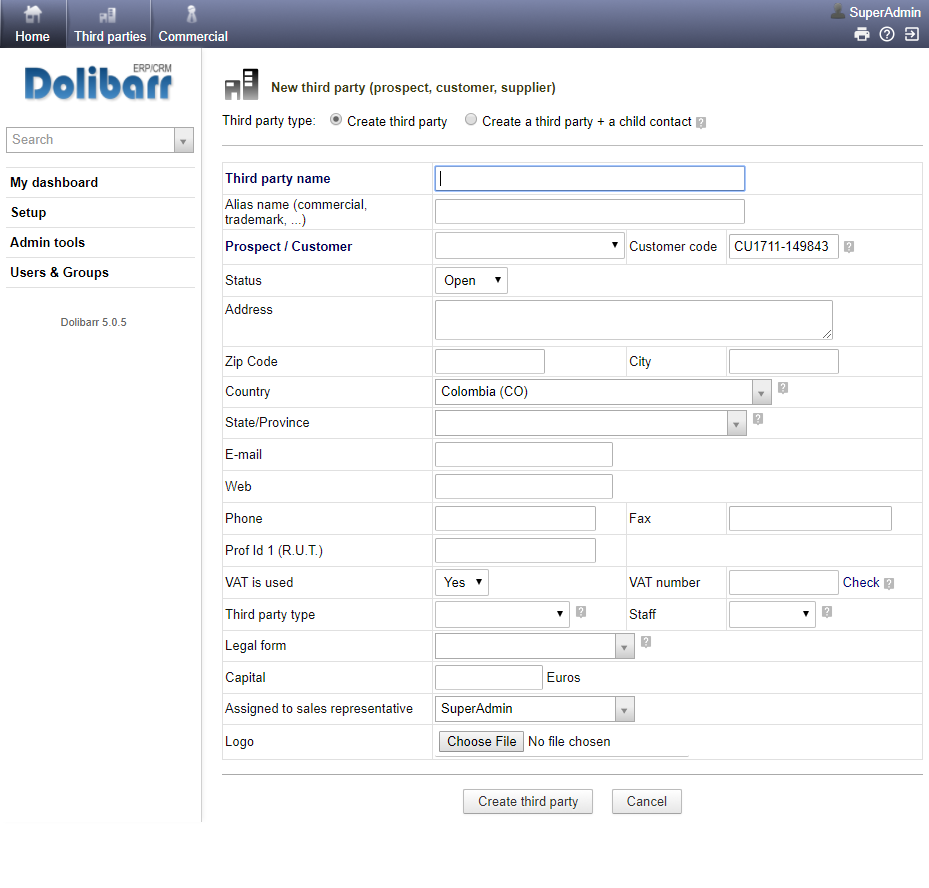 SuperAdmin
Home Third parties Commercial
ERP/CRM
Dolibarr
Search
My dashboard
Setup
Admin tools
Users & Groups
Dolibarr 5.0.5
New third party (prospect, customer, supplier)
Third party type: Create third party Create a third party + a child contact ?
Third party name
Alias name (commercial,
trademark, ...)
Prospect / Customer Customer code CU1711-149843 ?
Status Open
Address
Zip Code City
Country Colombia (CO) ?
State/Province ?
E-mail
Web
Phone Fax
Prof Id 1 (R.U.T.)
VAT is used Yes VAT number Check ?
Third party type ? Staff ?
Legal form ?
Capital Euros
Assigned to sales representative SuperAdmin
Logo Choose File No file chosen
Create third party Cancel